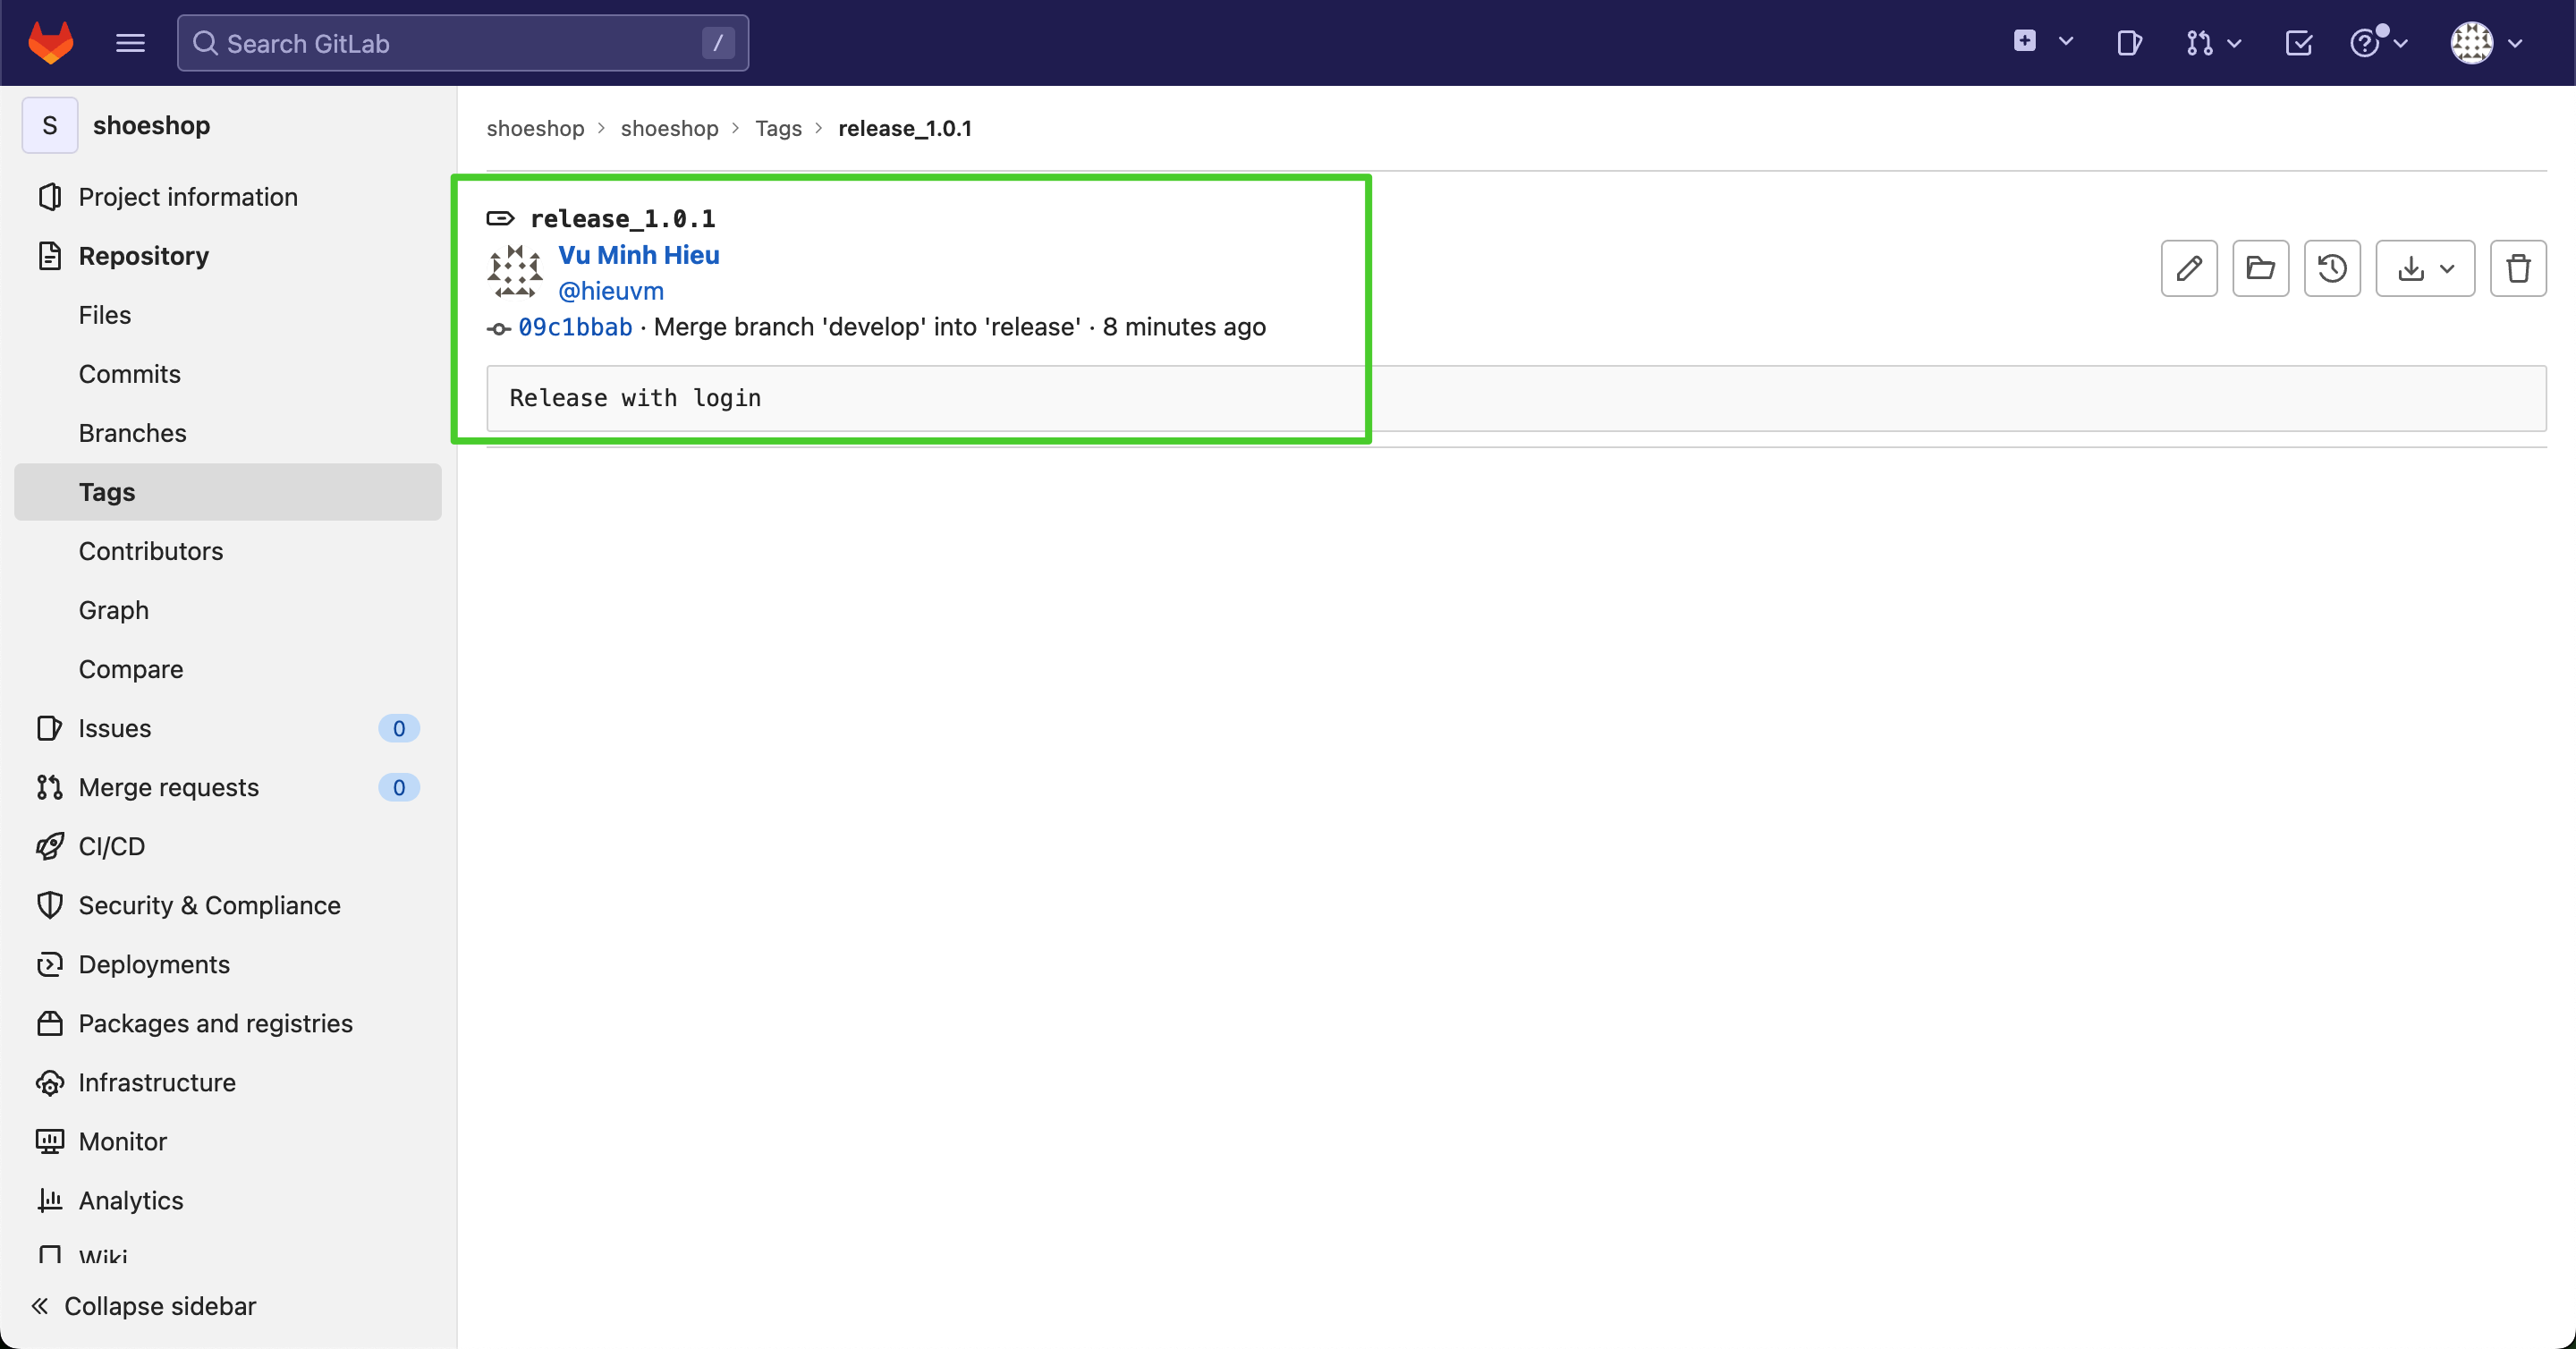 Search GitLab /
S shoeshop
Project information
Repository
Files
Commits
Branches
Tags
Contributors
Graph
Compare
Issues 0
Merge requests 0
CI/CD
Security & Compliance
Deployments
Packages and registries
Infrastructure
Monitor
Analytics
Wiki
Collapse sidebar
shoeshop > shoeshop > Tags > release_1.0.1
release_1.0.1
Vu Minh Hieu
@hieuvm
09c1bbab · Merge branch 'develop' into 'release' · 8 minutes ago
Release with login